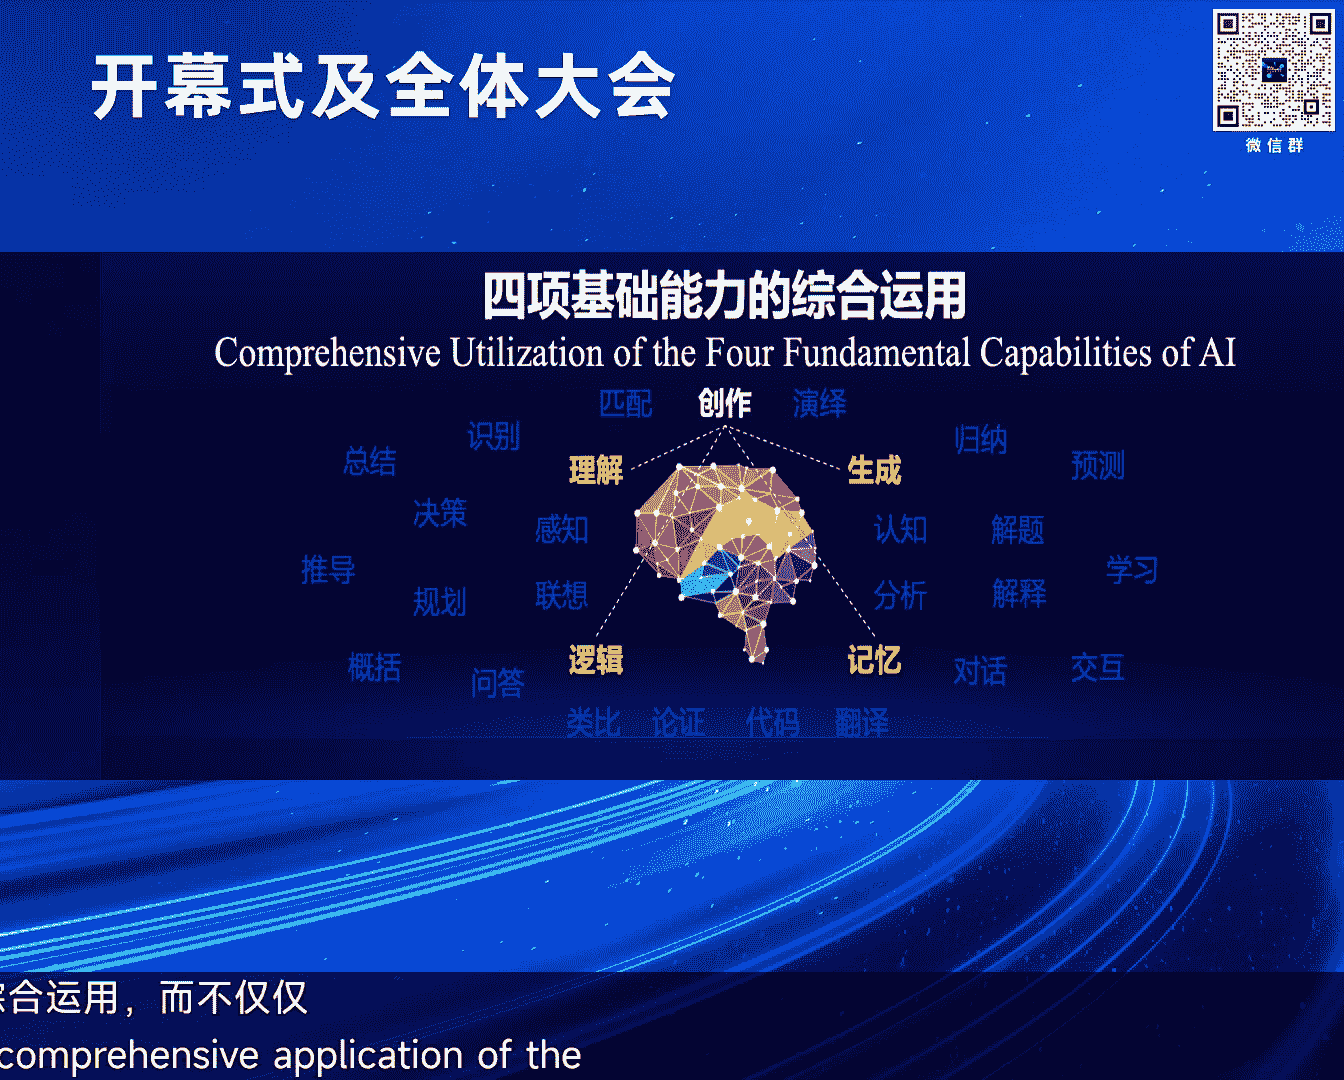 开幕式及全体大会
微信群
四项基础能力的综合运用
Comprehensive Utilization of the Four Fundamental Capabilities of AI
匹配 创作 演绎
识别 归纳
总结 理解 生成 预测
决策 感知 认知 解题
推导 学习
规划 联想 分析 解释
概括 逻辑 记忆 交互
问答 对话
类比 论证 代码 翻译
综合运用，而不仅仅
comprehensive application of the